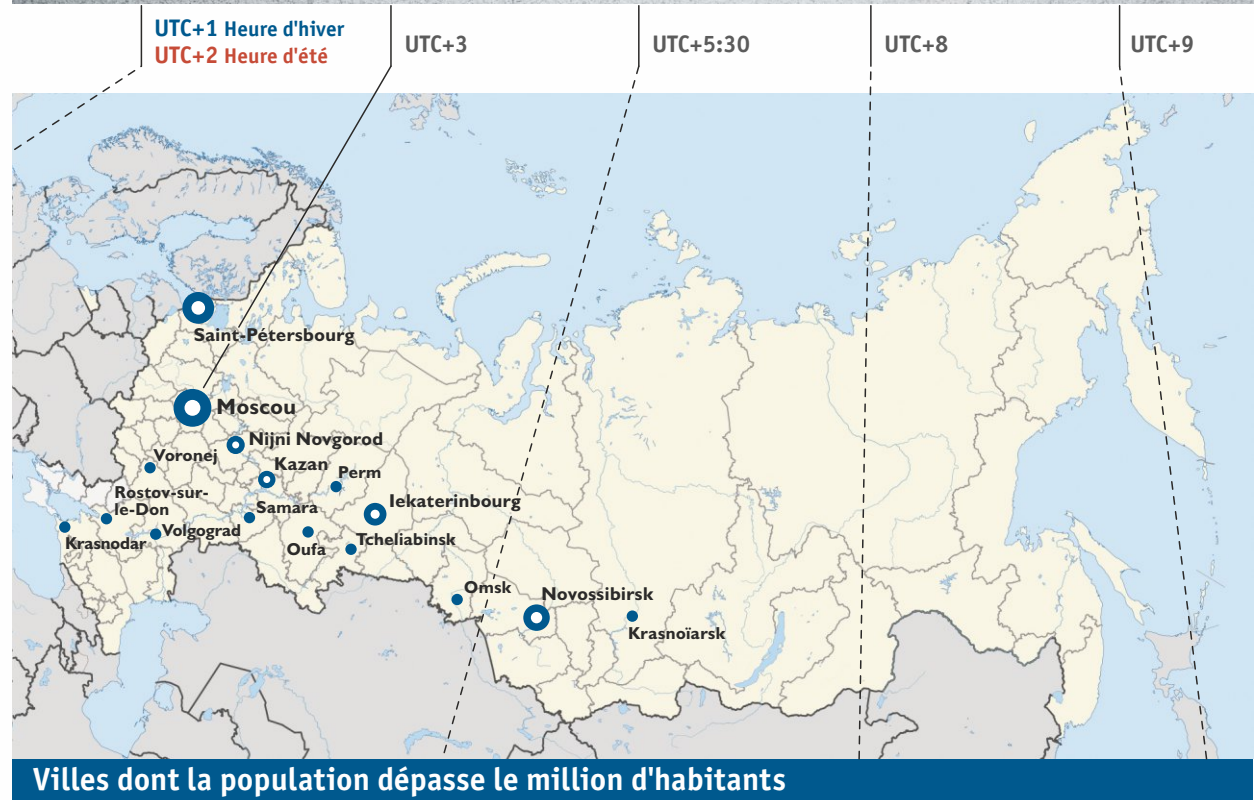 UTC+1 Heure d'hiver
UTC+2 Heure d'été
UTC+3
UTC+5:30
UTC+8
UTC+9
Saint-Pétersbourg
Moscou
Nijni Novgorod
Voronej
Kazan
Perm
Rostov-sur-
le-Don
Iekaterinbourg
Samara
Krasnodar
Volgograd
Oufa
Tcheliabinsk
Omsk
Novossibirsk
Krasnoïarsk
Villes dont la population dépasse le million d'habitants